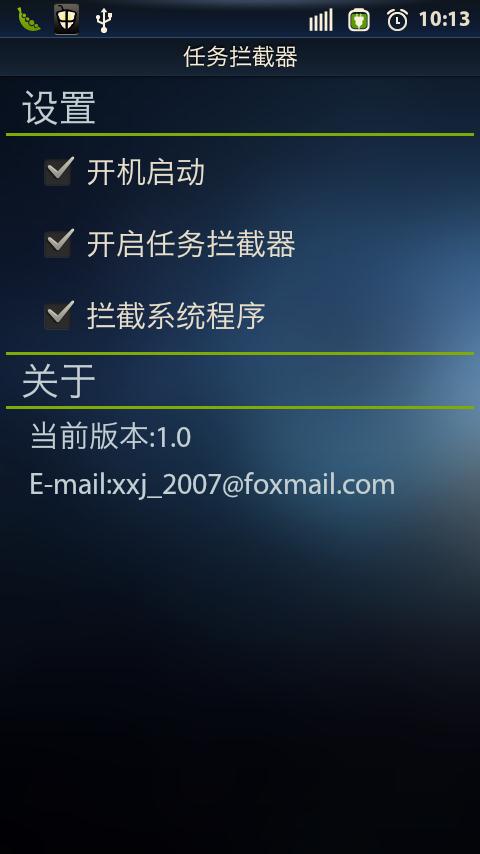 10:13
任务拦截器
设置
开机启动
开启任务拦截器
拦截系统程序
关于
当前版本:1.0
E-mail:xxj_2007@foxmail.com